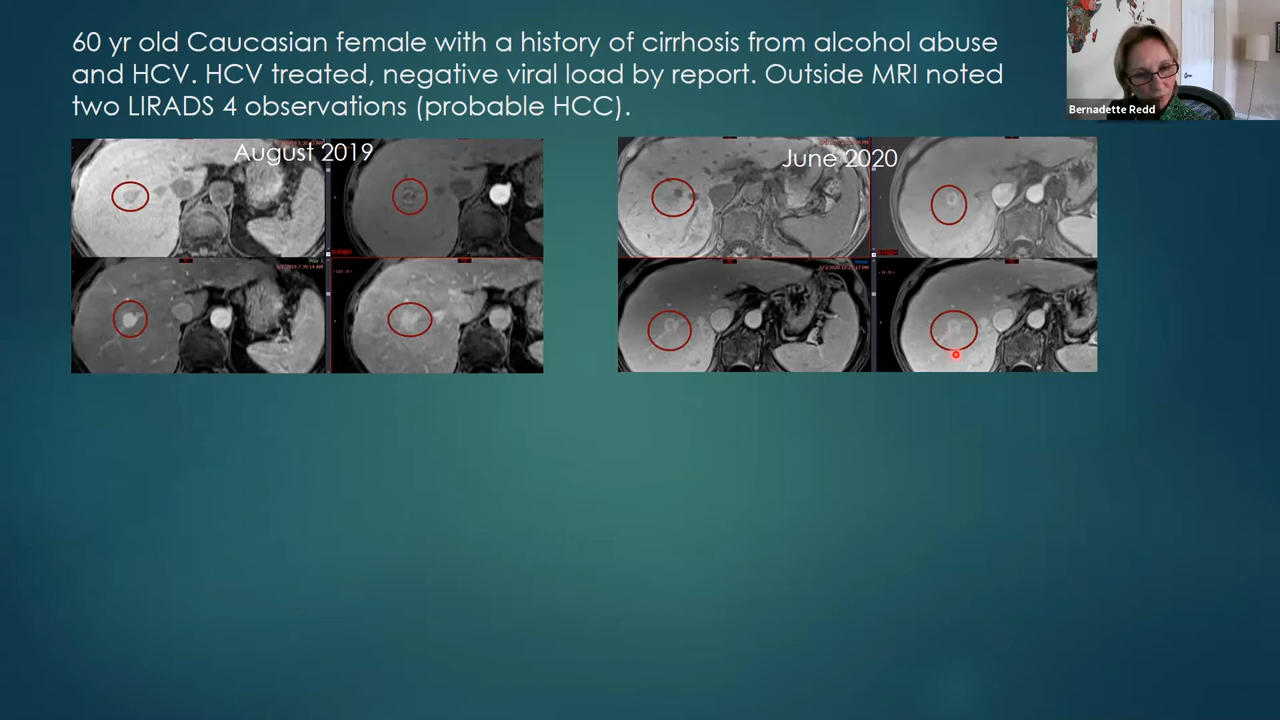 60 yr old Caucasian female with a history of cirrhosis from alcohol abuse
and HCV. HCV treated, negative viral load by report. Outside MRI noted
two LIRADS 4 observations (probable HCC).
Bernadette Redd
August 2019
June 2020